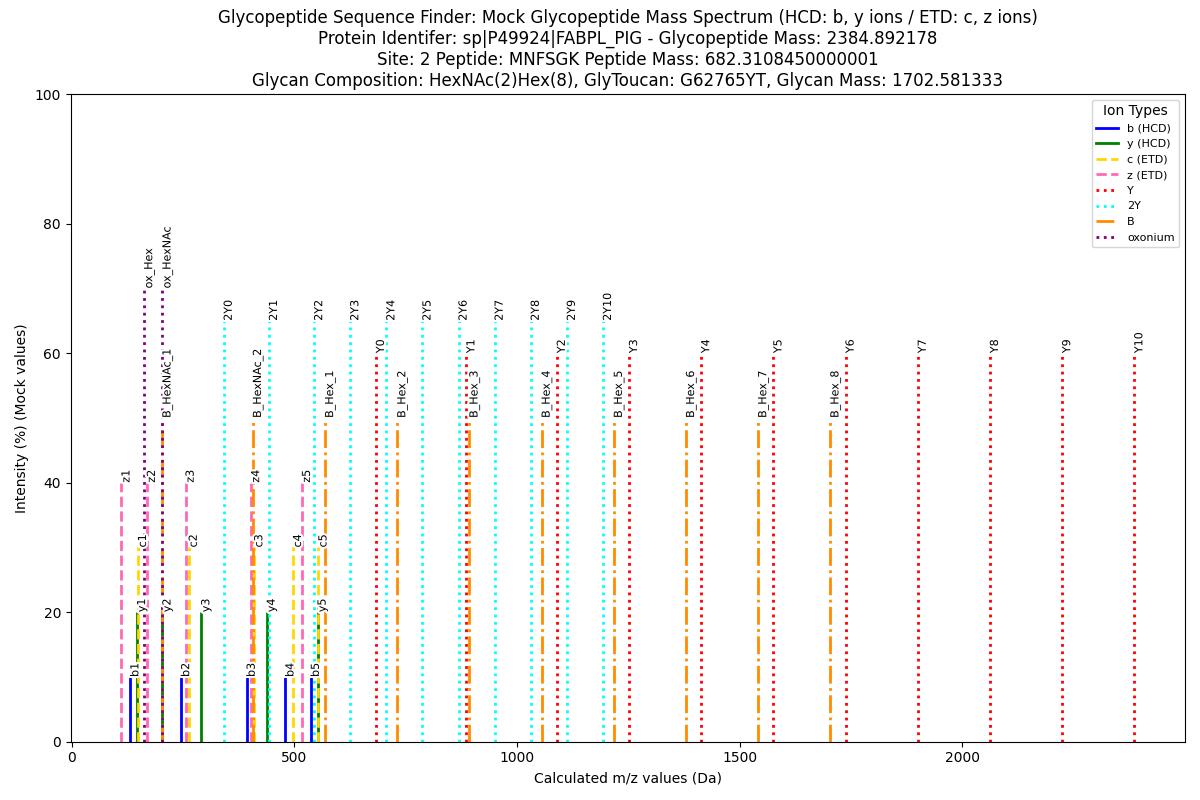 Glycopeptide Sequence Finder: Mock Glycopeptide Mass Spectrum (HCD: b, y ions / ETD: c, z ions)
Protein Identifer: sp|P49924|FABPL_PIG - Glycopeptide Mass: 2384.892178
Site: 2 Peptide: MNFSGK Peptide Mass: 682.3108450000001
Glycan Composition: HexNAc(2)Hex(8), GlyToucan: G62765YT, Glycan Mass: 1702.581333
Intensity (%) (Mock values)
100
80
60
40
20
0
Ion Types
b (HCD)
y (HCD)
c (ETD)
z (ETD)
Y
2Y
B
oxonium
ox_Hex
ox_HexNAc
2Y0
2Y1
2Y2
2Y3
2Y4
2Y5
2Y6
2Y7
2Y8
2Y9
2Y10
Y0
Y1
Y2
Y3
Y4
Y5
Y6
Y7
Y8
Y9
Y10
B_HexNAc_1
B_HexNAc_2
B_Hex_1
B_Hex_2
B_Hex_3
B_Hex_4
B_Hex_5
B_Hex_6
B_Hex_7
B_Hex_8
z1
z2
z3
z4
z5
c1
c2
c3
c4
c5
y1
y2
y3
y4
y5
b1
b2
b3
b4
b5
0
500
1000
1500
2000
Calculated m/z values (Da)